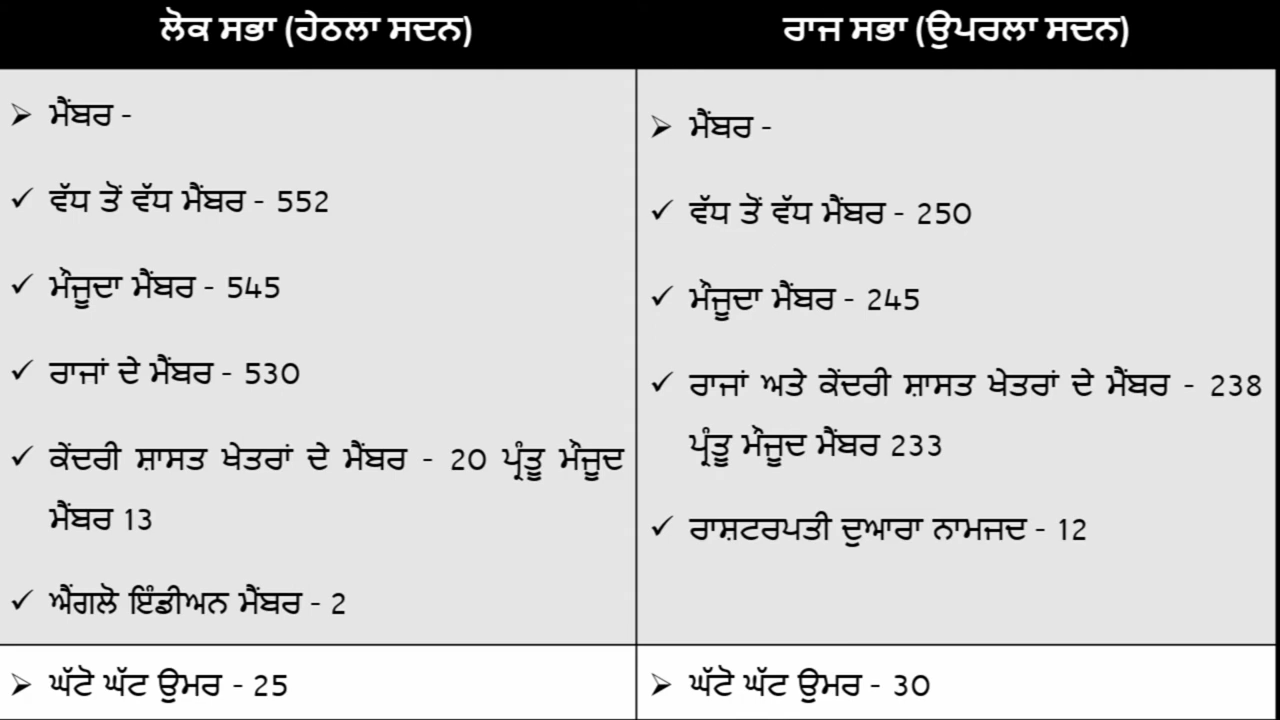 ਲੋਕ ਸਭਾ (ਹੇਠਲਾ ਸਦਨ)
➢ ਮੈਂਬਰ -
✓ ਵੱਧ ਤੋਂ ਵੱਧ ਮੈਂਬਰ - 552
✓ ਮੌਜੂਦਾ ਮੈਂਬਰ - 545
✓ ਰਾਜਾਂ ਦੇ ਮੈਂਬਰ - 530
✓ ਕੇਂਦਰੀ ਸ਼ਾਸਤ ਖੇਤਰਾਂ ਦੇ ਮੈਂਬਰ - 20 ਪ੍ਰੰਤੂ ਮੌਜੂਦ
ਮੈਂਬਰ 13
✓ ਐਂਗਲੋ ਇੰਡੀਅਨ ਮੈਂਬਰ - 2
➢ ਘੱਟੋ ਘੱਟ ਉਮਰ - 25
ਰਾਜ ਸਭਾ (ਉਪਰਲਾ ਸਦਨ)
➢ ਮੈਂਬਰ -
✓ ਵੱਧ ਤੋਂ ਵੱਧ ਮੈਂਬਰ - 250
✓ ਮੌਜੂਦਾ ਮੈਂਬਰ - 245
✓ ਰਾਜਾਂ ਅਤੇ ਕੇਂਦਰੀ ਸ਼ਾਸਤ ਖੇਤਰਾਂ ਦੇ ਮੈਂਬਰ - 238
ਪ੍ਰੰਤੂ ਮੌਜੂਦ ਮੈਂਬਰ 233
✓ ਰਾਸ਼ਟਰਪਤੀ ਦੁਆਰਾ ਨਾਮਜਦ - 12
➢ ਘੱਟੋ ਘੱਟ ਉਮਰ - 30